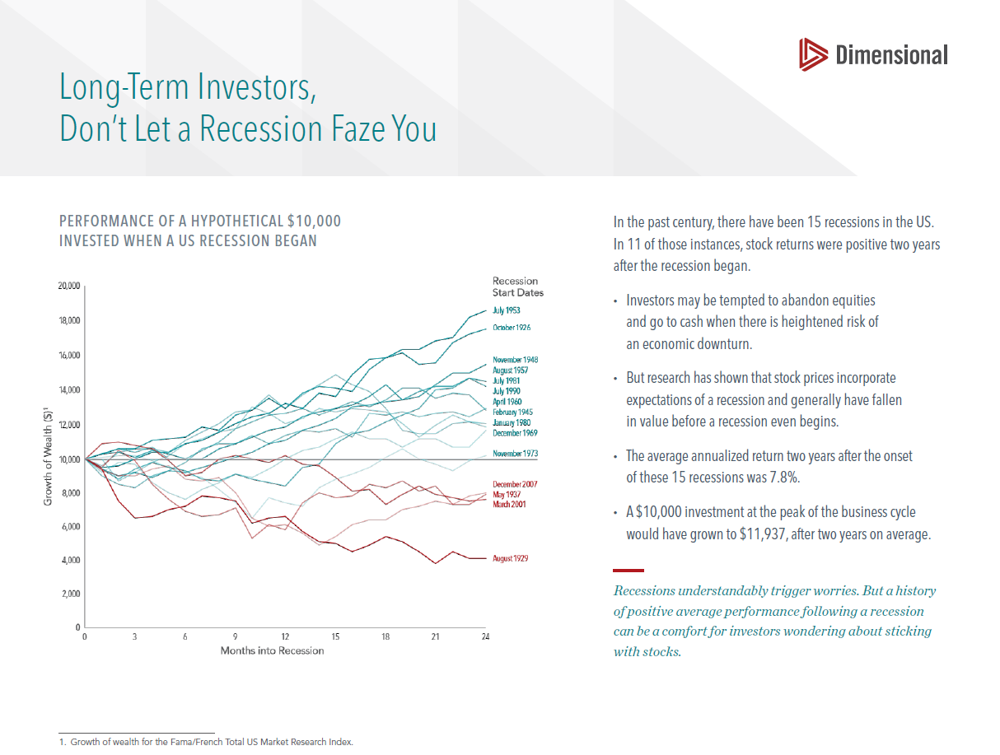 Dimensional
Long-Term Investors,
Don’t Let a Recession Faze You
PERFORMANCE OF A HYPOTHETICAL $10,000
INVESTED WHEN A US RECESSION BEGAN
Growth of Wealth ($)¹
20,000
18,000
16,000
14,000
12,000
10,000
8,000
6,000
4,000
2,000
0
0 3 6 9 12 15 18 21 24
Months into Recession
Recession
Start Dates
July 1953
October 1926
November 1948
August 1957
July 1981
July 1990
April 1960
February 1945
January 1980
December 1969
November 1973
December 2007
May 1937
March 2001
August 1929
In the past century, there have been 15 recessions in the US.
In 11 of those instances, stock returns were positive two years
after the recession began.
• Investors may be tempted to abandon equities
and go to cash when there is heightened risk of
an economic downturn.
• But research has shown that stock prices incorporate
expectations of a recession and generally have fallen
in value before a recession even begins.
• The average annualized return two years after the onset
of these 15 recessions was 7.8%.
• A $10,000 investment at the peak of the business cycle
would have grown to $11,937, after two years on average.
Recessions understandably trigger worries. But a history
of positive average performance following a recession
can be a comfort for investors wondering about sticking
with stocks.
1. Growth of wealth for the Fama/French Total US Market Research Index.